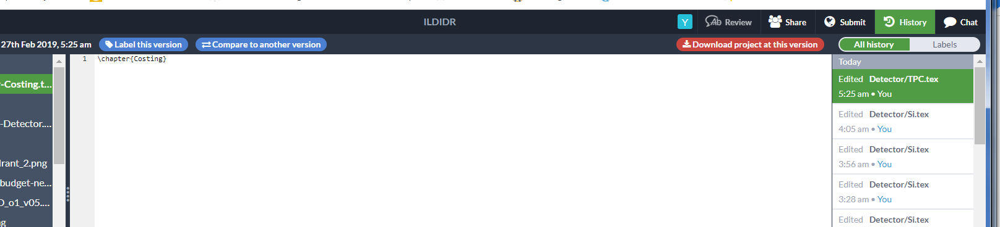 ILDIDR
Y
Ab Review
Share
Submit
History
Chat
27th Feb 2019, 5:25 am
Label this version
Compare to another version
Download project at this version
All history
Labels
-Costing.t...
-Detector....
rant_2.png
budget-ne...
_o1_v05....
1 \chapter{Costing}
Today
Edited Detector/TPC.tex
5:25 am • You
Edited Detector/Si.tex
4:05 am • You
Edited Detector/Si.tex
3:56 am • You
Edited Detector/Si.tex
3:28 am • You
Edited Detector/Si.tex